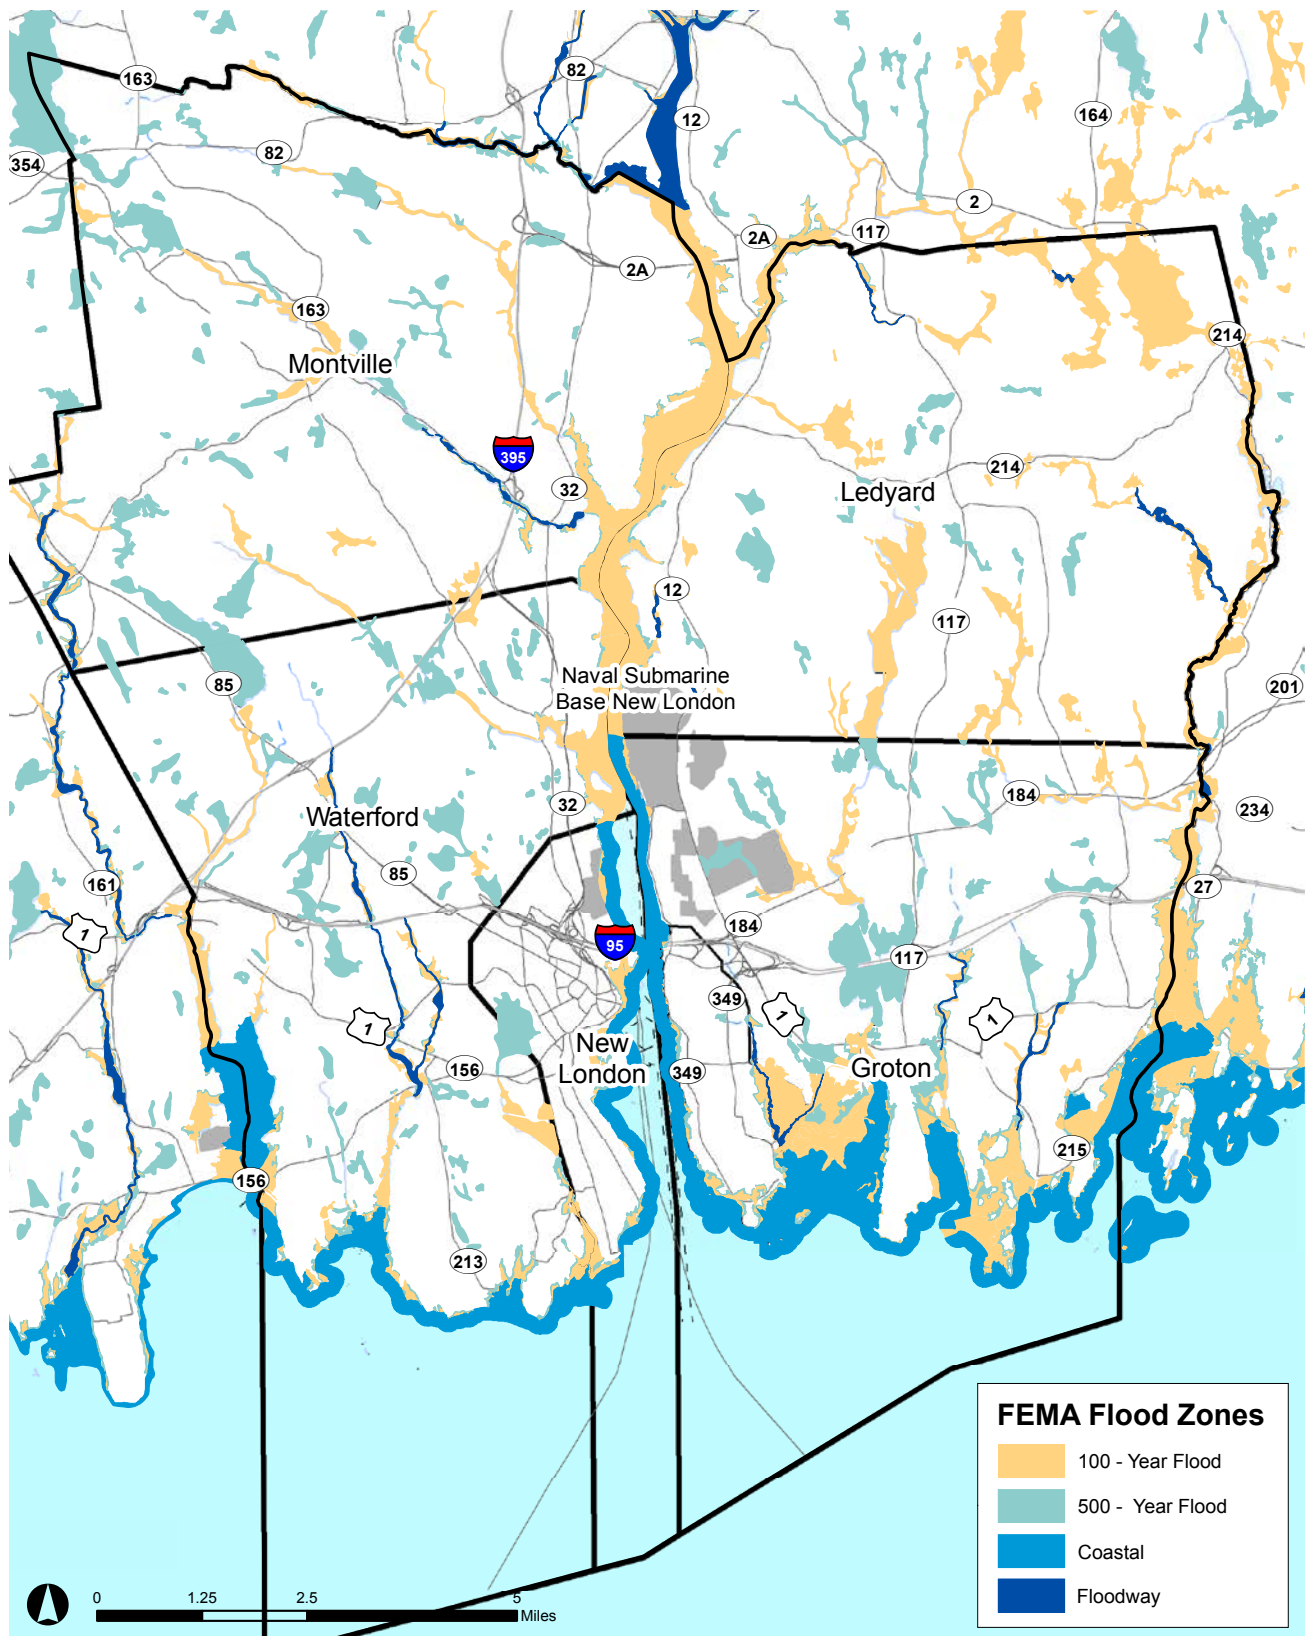 163
82
12
164
354
82
2
117
2A
2A
163
214
Montville
395
32
214
Ledyard
12
117
Naval Submarine
Base New London
85
201
32
184
234
Waterford
85
161
27
1
95
184
117
349
1
1
1
New
London
156
349
Groton
215
156
213
FEMA Flood Zones
100 - Year Flood
500 - Year Flood
Coastal
Floodway
0
1.25
2.5
5
Miles